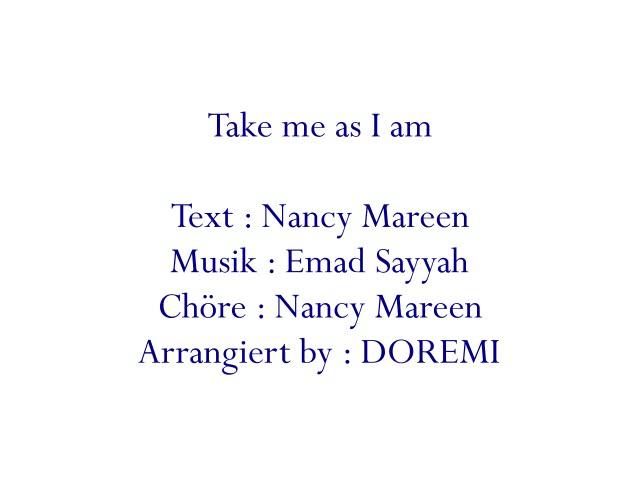 Take me as I am
Text : Nancy Mareen
Musik : Emad Sayyah
Chöre : Nancy Mareen
Arrangiert by : DOREMI